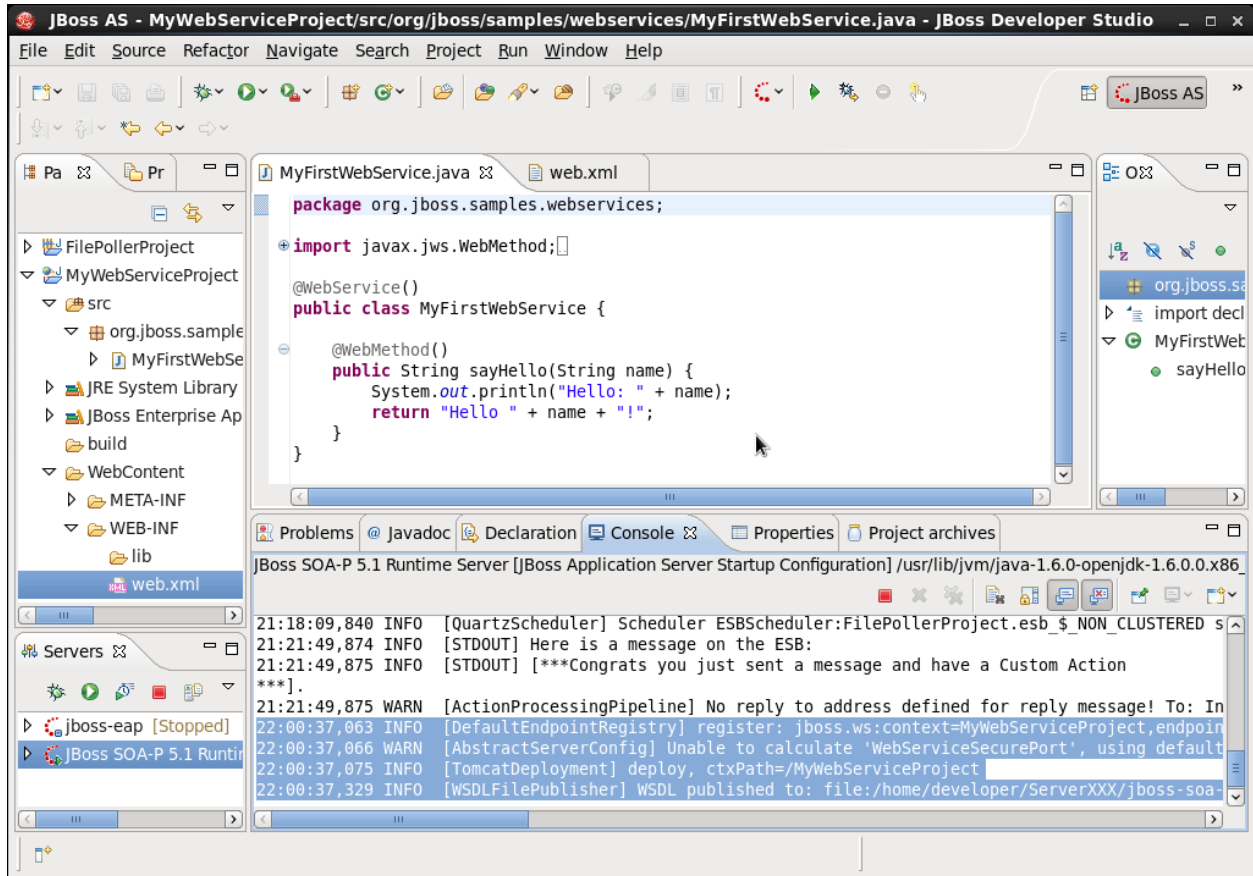 JBoss AS - MyWebServiceProject/src/org/jboss/samples/webservices/MyFirstWebService.java - JBoss Developer Studio
File Edit Source Refactor Navigate Search Project Run Window Help
JBoss AS »
Pa Pr
MyFirstWebService.java web.xml
O
FilePollerProject
MyWebServiceProject
src
org.jboss.sample
MyFirstWebSe
JRE System Library
JBoss Enterprise Ap
build
WebContent
META-INF
WEB-INF
lib
web.xml
package org.jboss.samples.webservices;
import javax.jws.WebMethod;
@WebService()
public class MyFirstWebService {
@WebMethod()
public String sayHello(String name) {
System.out.println("Hello: " + name);
return "Hello " + name + "!";
}
}
org.jboss.sa
import decl
MyFirstWeb
sayHello
Servers
jboss-eap [Stopped]
JBoss SOA-P 5.1 Runtir
Problems @ Javadoc Declaration Console Properties Project archives
JBoss SOA-P 5.1 Runtime Server [JBoss Application Server Startup Configuration] /usr/lib/jvm/java-1.6.0-openjdk-1.6.0.0.x86_
21:18:09,840 INFO [QuartzScheduler] Scheduler ESBScheduler:FilePollerProject.esb_$_NON_CLUSTERED s
21:21:49,874 INFO [STDOUT] Here is a message on the ESB:
21:21:49,875 INFO [STDOUT] [***Congrats you just sent a message and have a Custom Action
***].
21:21:49,875 WARN [ActionProcessingPipeline] No reply to address defined for reply message! To: In
22:00:37,063 INFO [DefaultEndpointRegistry] register: jboss.ws:context=MyWebServiceProject,endpoin
22:00:37,066 WARN [AbstractServerConfig] Unable to calculate 'WebServiceSecurePort', using default
22:00:37,075 INFO [TomcatDeployment] deploy, ctxPath=/MyWebServiceProject
22:00:37,329 INFO [WSDLFilePublisher] WSDL published to: file:/home/developer/ServerXXX/jboss-soa-